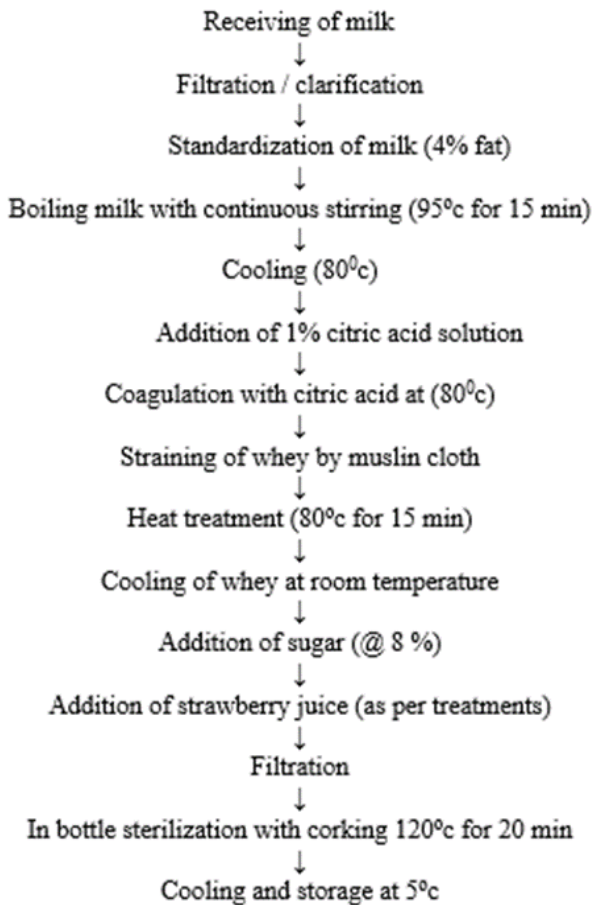 Receiving of milk
↓
Filtration / clarification
↓
Standardization of milk (4% fat)
↓
Boiling milk with continuous stirring (95ºc for 15 min)
↓
Cooling (80⁰c)
↓
Addition of 1% citric acid solution
↓
Coagulation with citric acid at (80⁰c)
↓
Straining of whey by muslin cloth
↓
Heat treatment (80ºc for 15 min)
↓
Cooling of whey at room temperature
↓
Addition of sugar (@ 8 %)
↓
Addition of strawberry juice (as per treatments)
↓
Filtration
↓
In bottle sterilization with corking 120ºc for 20 min
↓
Cooling and storage at 5ºc